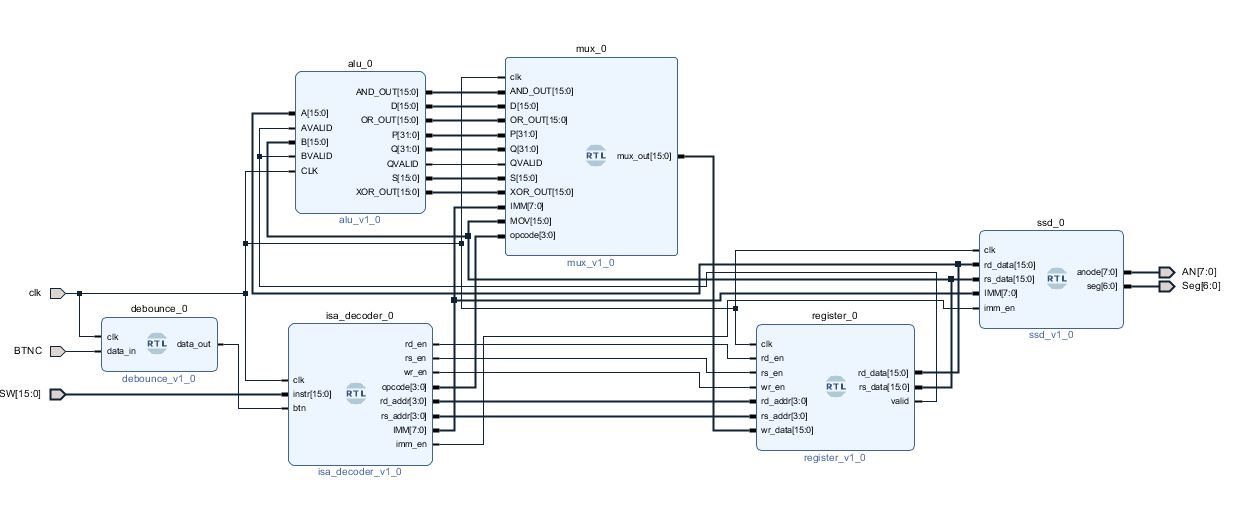 mux_0
alu_0
clk
AND_OUT[15:0]
AND_OUT[15:0]
D[15:0]
D[15:0]
A[15:0]
OR_OUT[15:0]
OR_OUT[15:0]
AVALID
P[31:0]
P[31:0]
B[15:0]
Q[31:0]
Q[31:0]
BVALID
QVALID
QVALID
RTL
mux_out[15:0]
CLK
S[15:0]
S[15:0]
XOR_OUT[15:0]
XOR_OUT[15:0]
IMM[7:0]
alu_v1_0
MOV[15:0]
opcode[3:0]
mux_v1_0
ssd_0
clk
rd_data[15:0]
rs_data[15:0]
IMM[7:0]
imm_en
RTL
anode[7:0]
seg[6:0]
AN[7:0]
Seg[6:0]
ssd_v1_0
clk
BTNC
SW[15:0]
debounce_0
clk
data_in
RTL
data_out
debounce_v1_0
isa_decoder_0
clk
instr[15:0]
btn
RTL
rd_en
rs_en
wr_en
opcode[3:0]
rd_addr[3:0]
rs_addr[3:0]
IMM[7:0]
imm_en
isa_decoder_v1_0
register_0
clk
rd_en
rs_en
wr_en
rd_addr[3:0]
rs_addr[3:0]
wr_data[15:0]
RTL
rd_data[15:0]
rs_data[15:0]
valid
register_v1_0